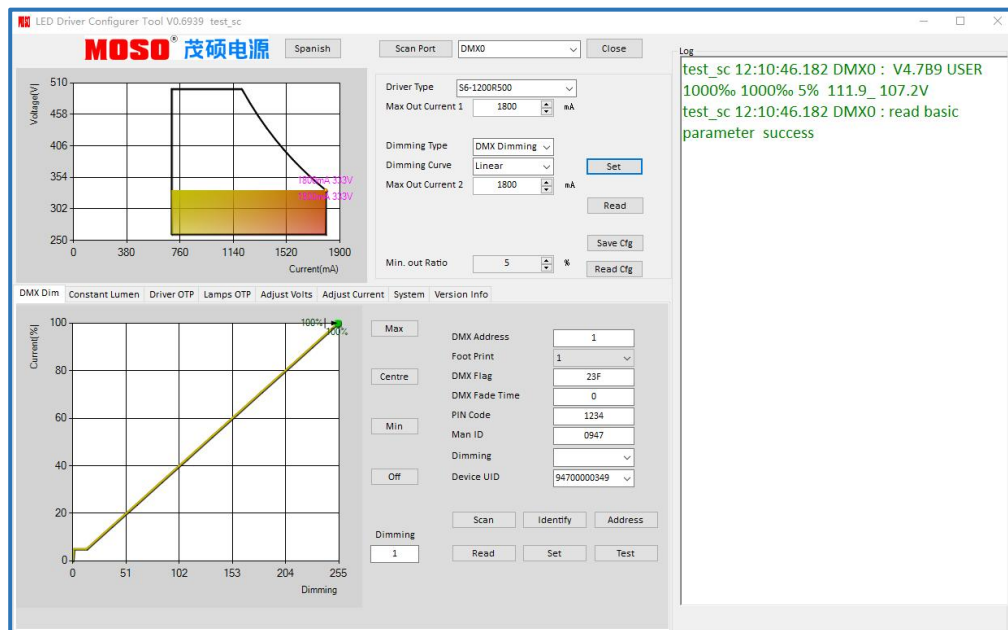 MOSO LED Driver Configurer Tool V0.6939 test_sc
MOSO® 茂硕电源
Spanish
Scan Port DMX0 Close
Voltage[V]
510
458
406
354
302
250
1800mA 333V
1800mA 333V
0 380 760 1140 1520 1900
Current(mA)
Driver Type S6-1200R500
Max Out Current 1 1800 mA
Dimming Type DMX Dimming
Dimming Curve Linear Set
Max Out Current 2 1800 mA
Read
Save Cfg
Min. out Ratio 5 % Read Cfg
DMX Dim Constant Lumen Driver OTP Lamps OTP Adjust Volts Adjust Current System Version Info
Current[%]
100
80
60
40
20
0
100%
100%
0 51 102 153 204 255
Dimming
Max
Centre
Min
Off
Dimming
1
DMX Address 1
Foot Print 1
DMX Flag 23F
DMX Fade Time 0
PIN Code 1234
Man ID 0947
Dimming
Device UID 94700000349
Scan Identify Address
Read Set Test
Log
test_sc 12:10:46.182 DMX0 : V4.7B9 USER
1000‰ 1000‰ 5% 111.9_ 107.2V
test_sc 12:10:46.182 DMX0 : read basic
parameter success